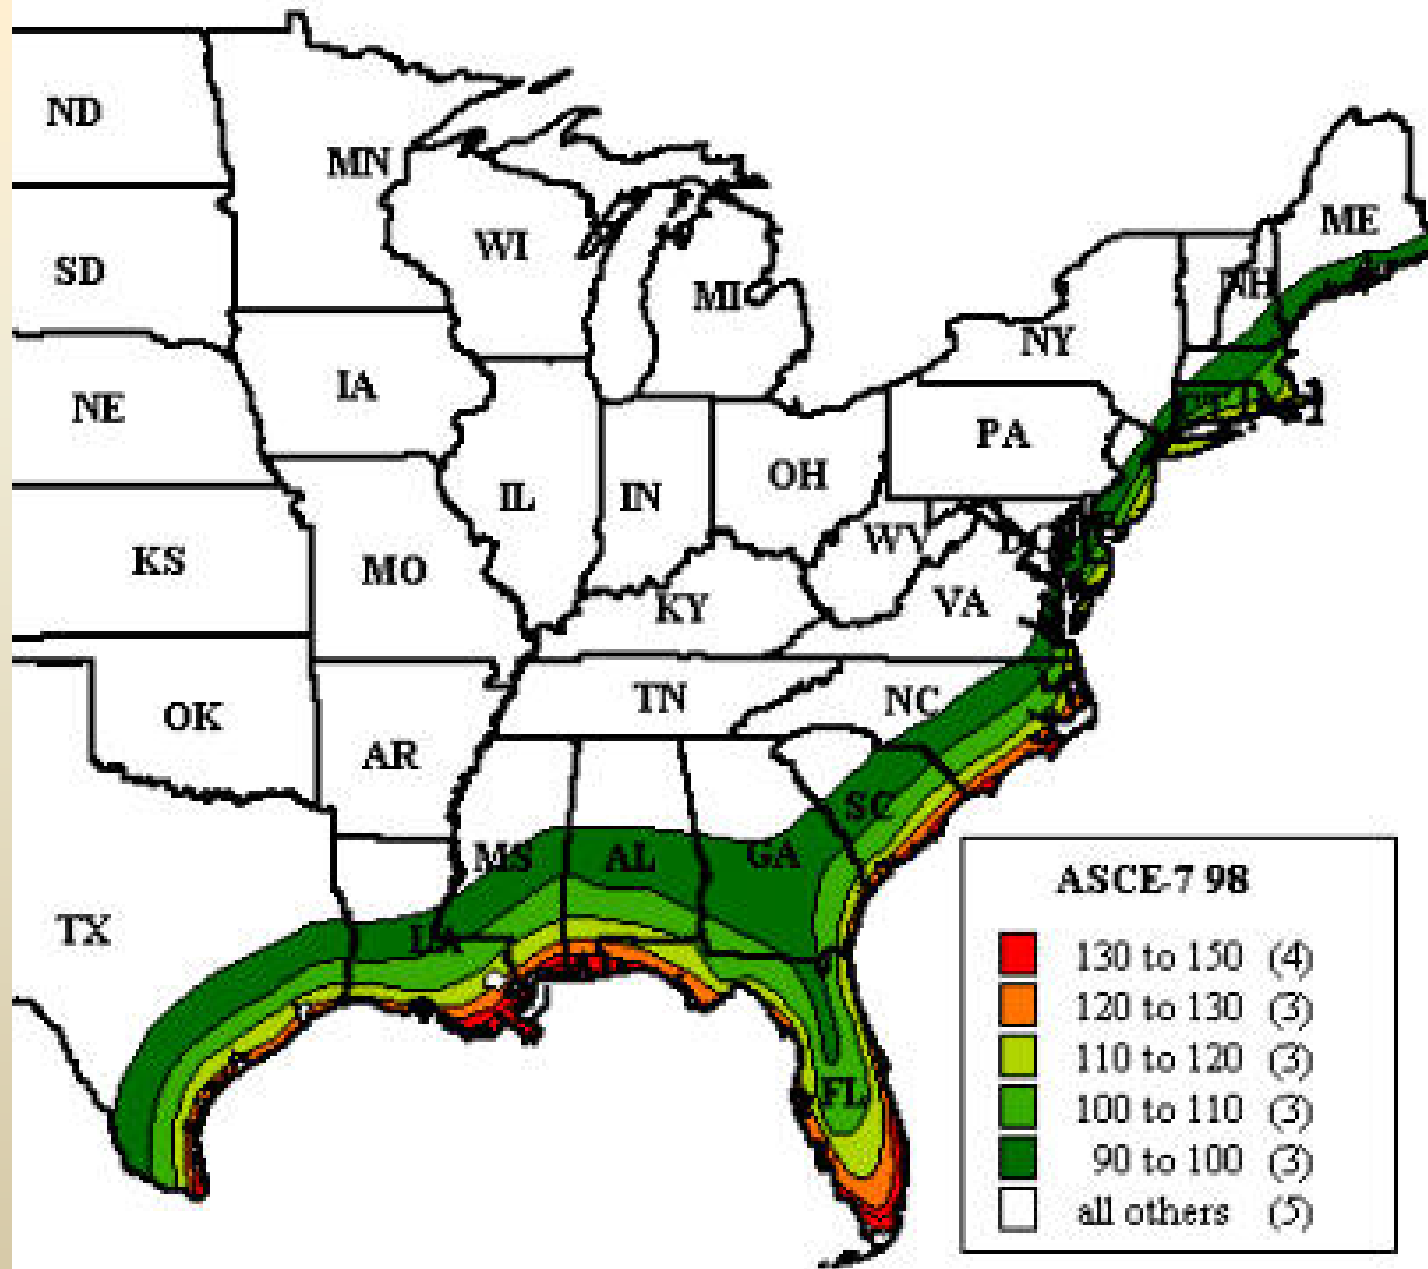 ND
MN
ME
WI
SD
MI
NH
NY
IA
NE
PA
OH
IL
IN
WV
KS
MO
VA
KY
TN
NC
OK
AR
SC
MS
AL
GA
TX
LA
FL
ASCE-7 98
130 to 150 (4)
120 to 130 (3)
110 to 120 (3)
100 to 110 (3)
90 to 100 (3)
all others (5)